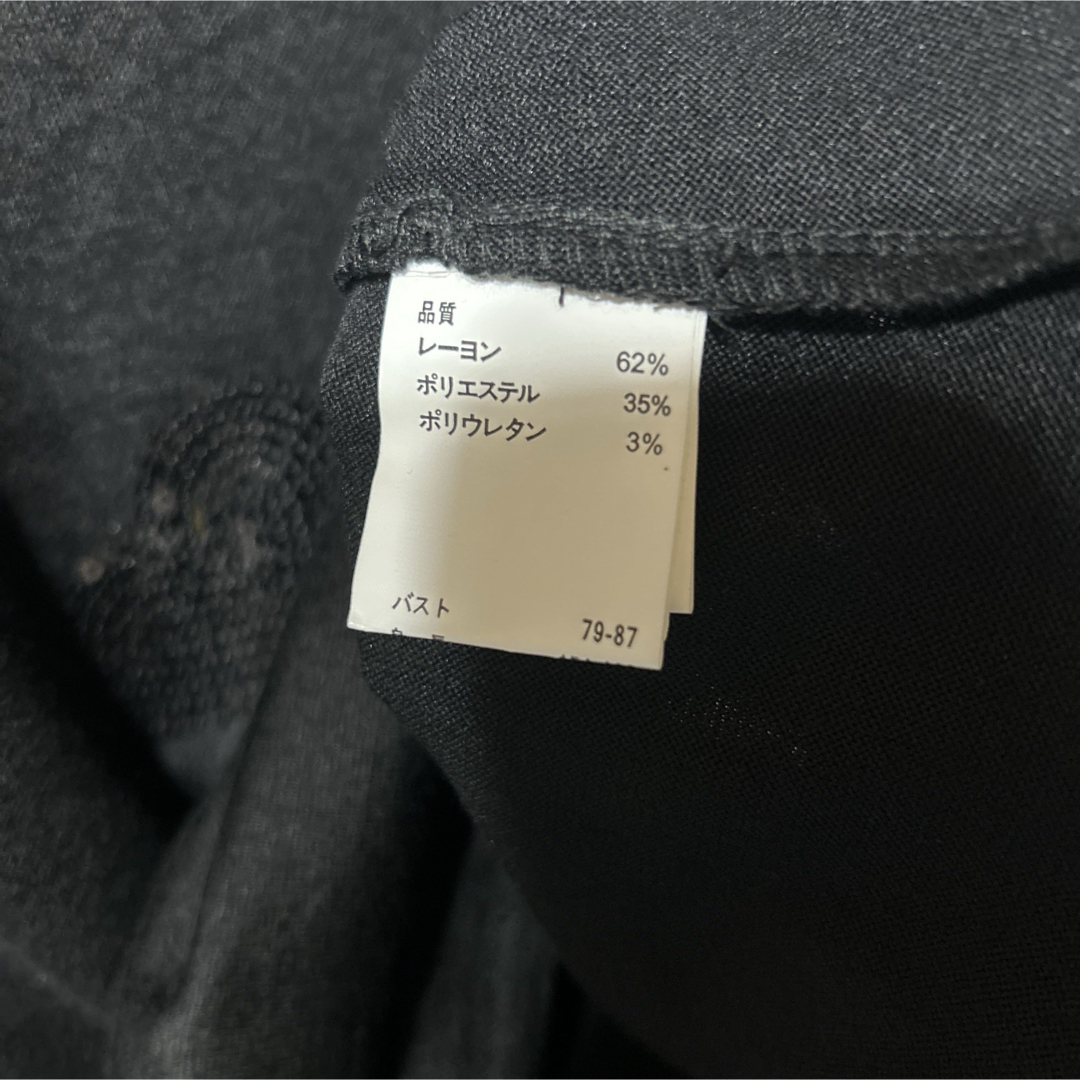 品質
レーヨン 62%
ポリエステル 35%
ポリウレタン 3%
バスト 79-87